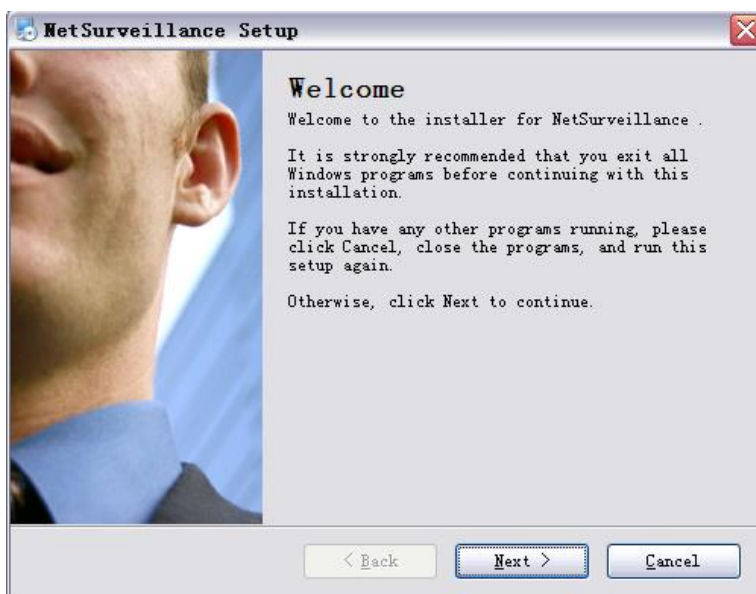 NetSurveillance Setup
Welcome
Welcome to the installer for NetSurveillance .
It is strongly recommended that you exit all
Windows programs before continuing with this
installation.
If you have any other programs running, please
click Cancel, close the programs, and run this
setup again.
Otherwise, click Next to continue.
< Back
Next >
Cancel